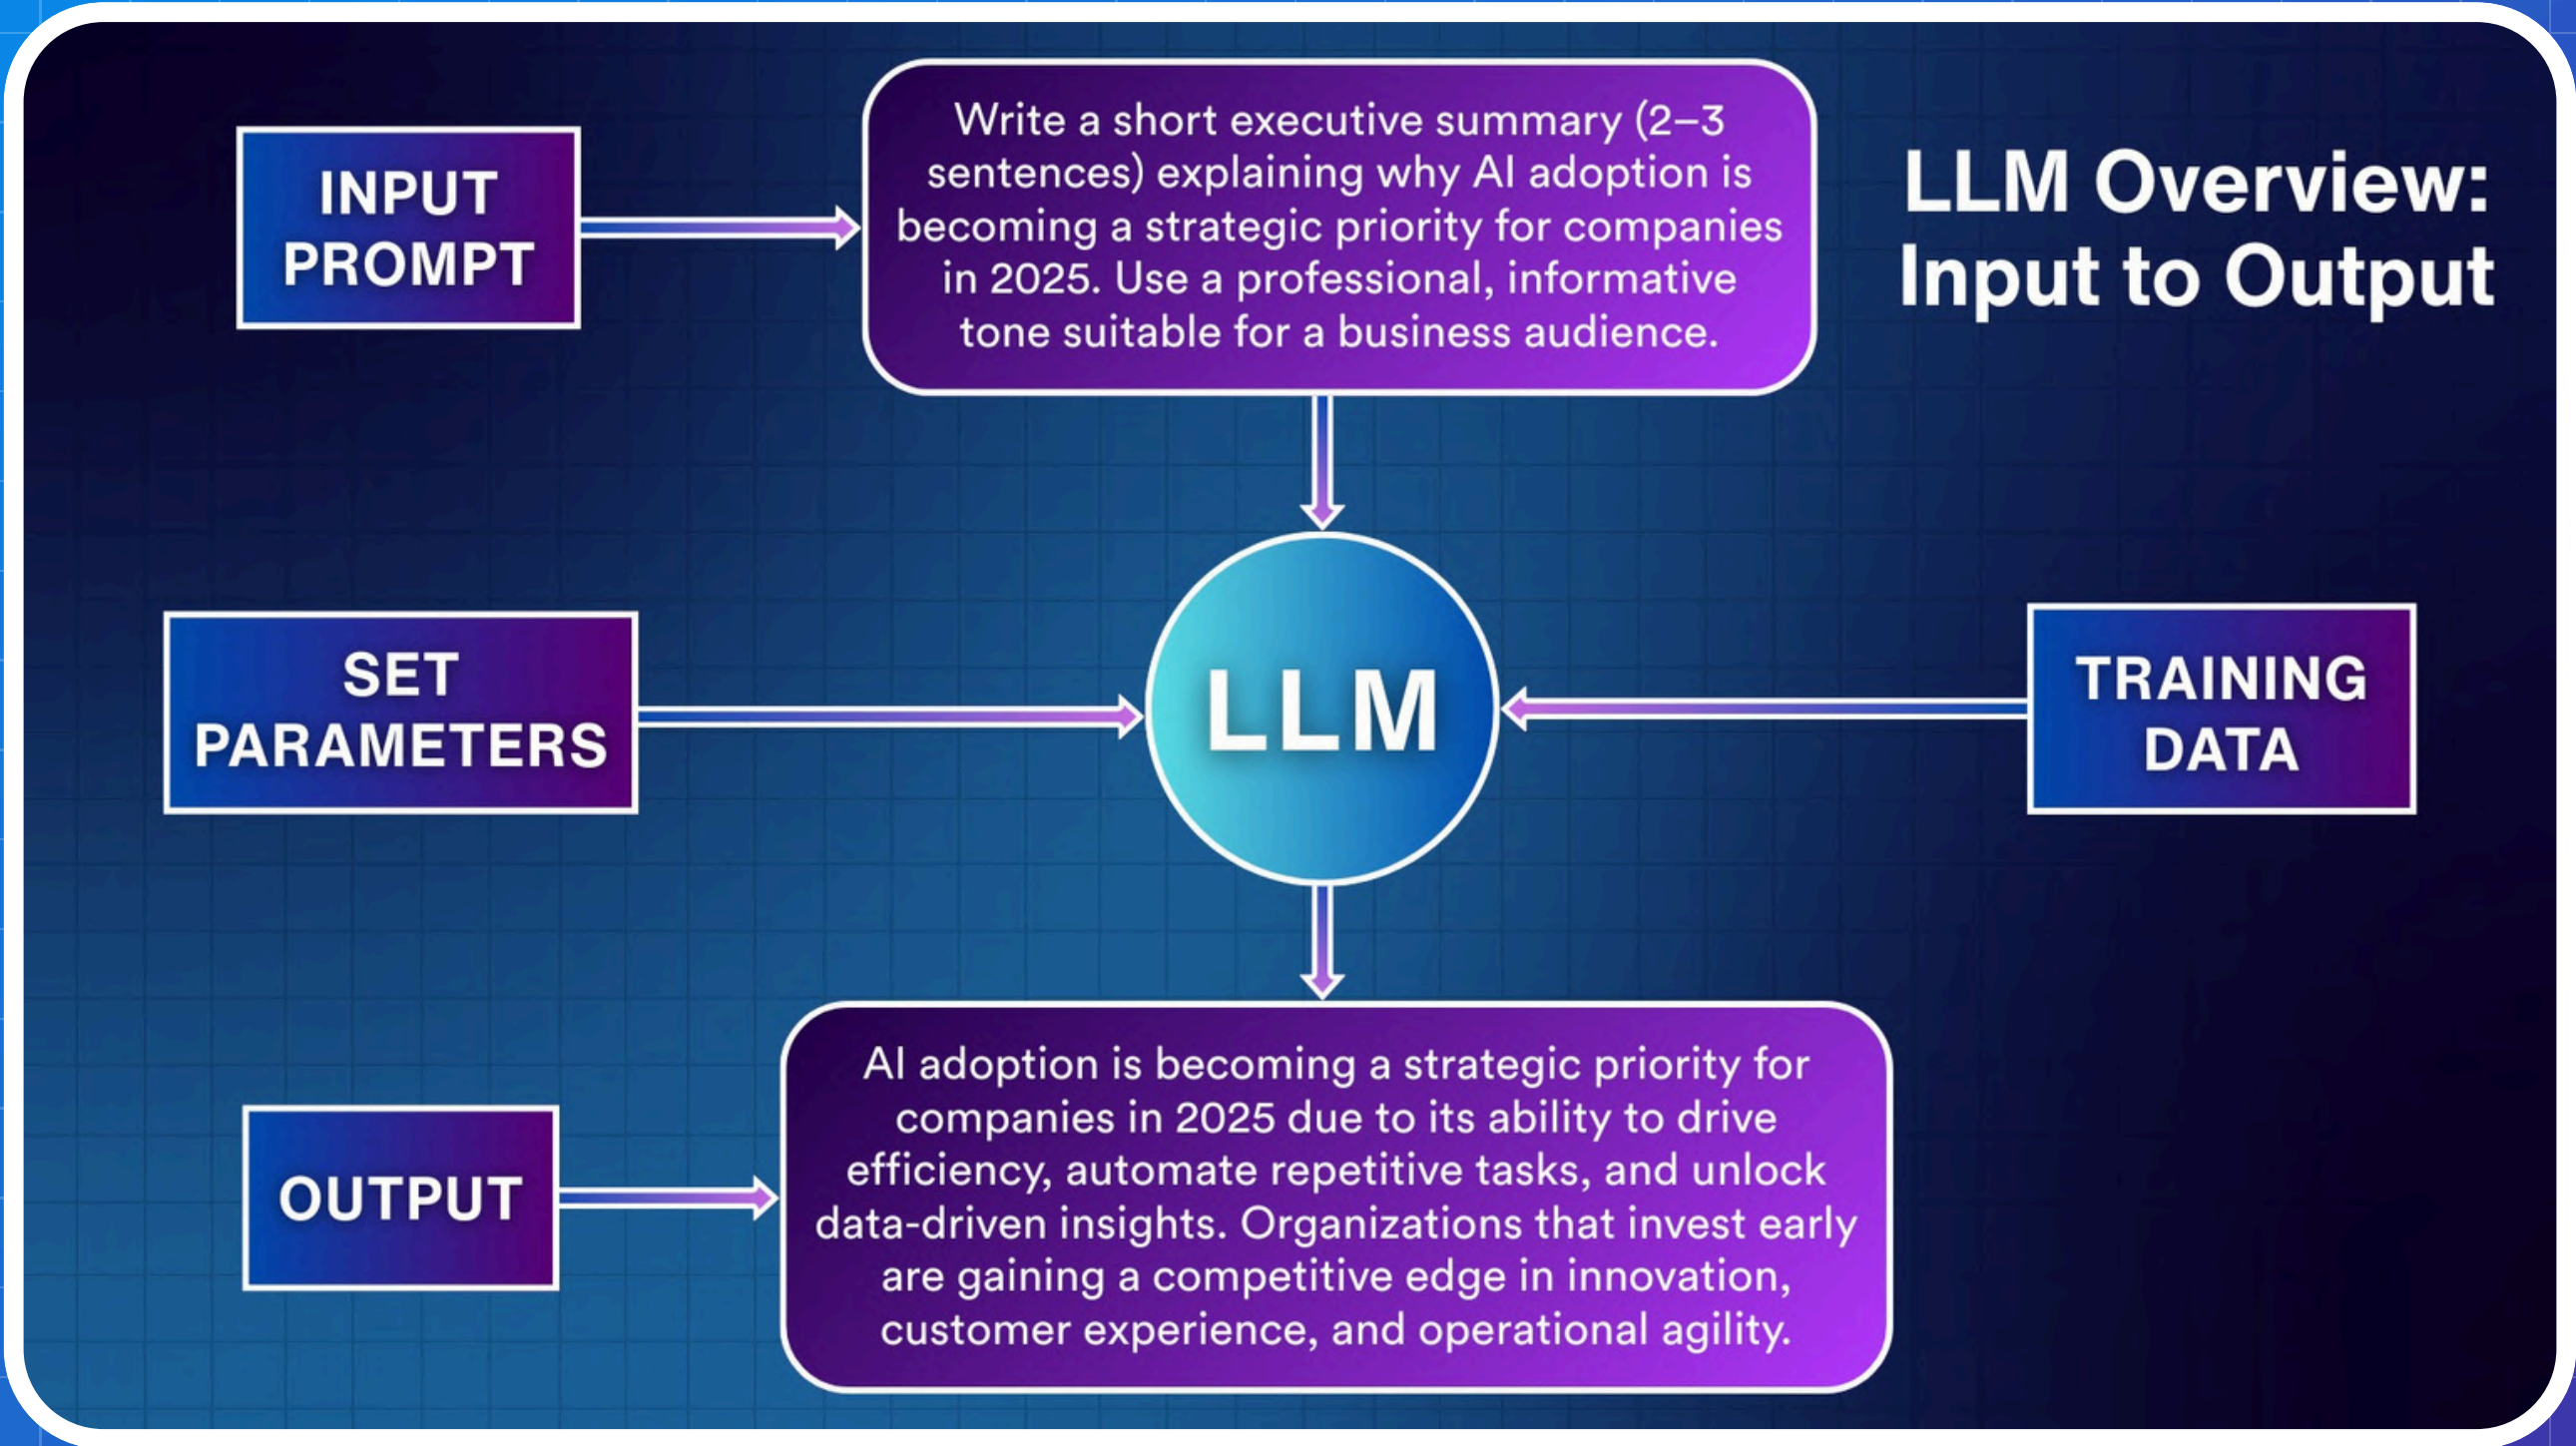 INPUT
PROMPT
Write a short executive summary (2–3
sentences) explaining why AI adoption is
becoming a strategic priority for companies
in 2025. Use a professional, informative
tone suitable for a business audience.
LLM Overview:
Input to Output
SET
PARAMETERS
LLM
TRAINING
DATA
OUTPUT
AI adoption is becoming a strategic priority for
companies in 2025 due to its ability to drive
efficiency, automate repetitive tasks, and unlock
data-driven insights. Organizations that invest early
are gaining a competitive edge in innovation,
customer experience, and operational agility.